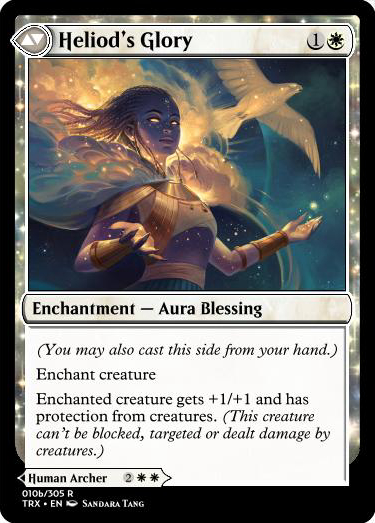 Heliod's Glory 1
Enchantment — Aura Blessing
(You may also cast this side from your hand.)
Enchant creature
Enchanted creature gets +1/+1 and has
protection from creatures. (This creature
can't be blocked, targeted or dealt damage by
creatures.)
Human Archer 2
010b/305 R
TRX • EN Sandara Tang